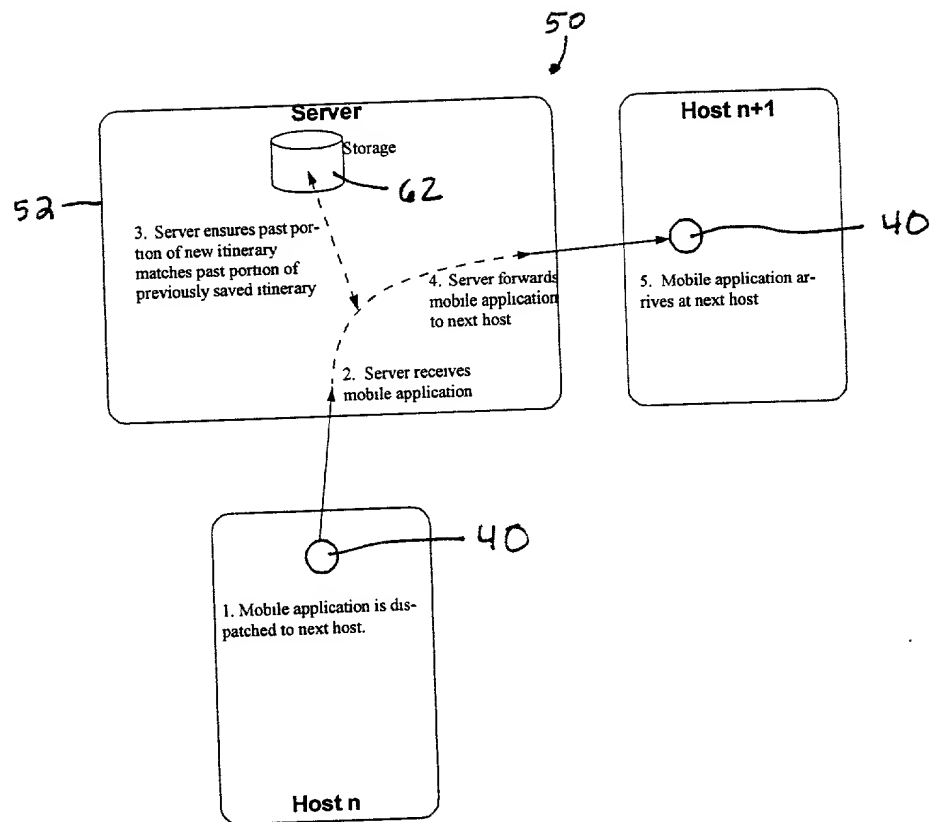 50
Server
Storage
62
52
3. Server ensures past por-
tion of new itinerary
matches past portion of
previously saved itinerary
4. Server forwards
mobile application
to next host
2. Server receives
mobile application
Host n+1
40
5. Mobile application ar-
rives at next host
40
1. Mobile application is dis-
patched to next host.
Host n